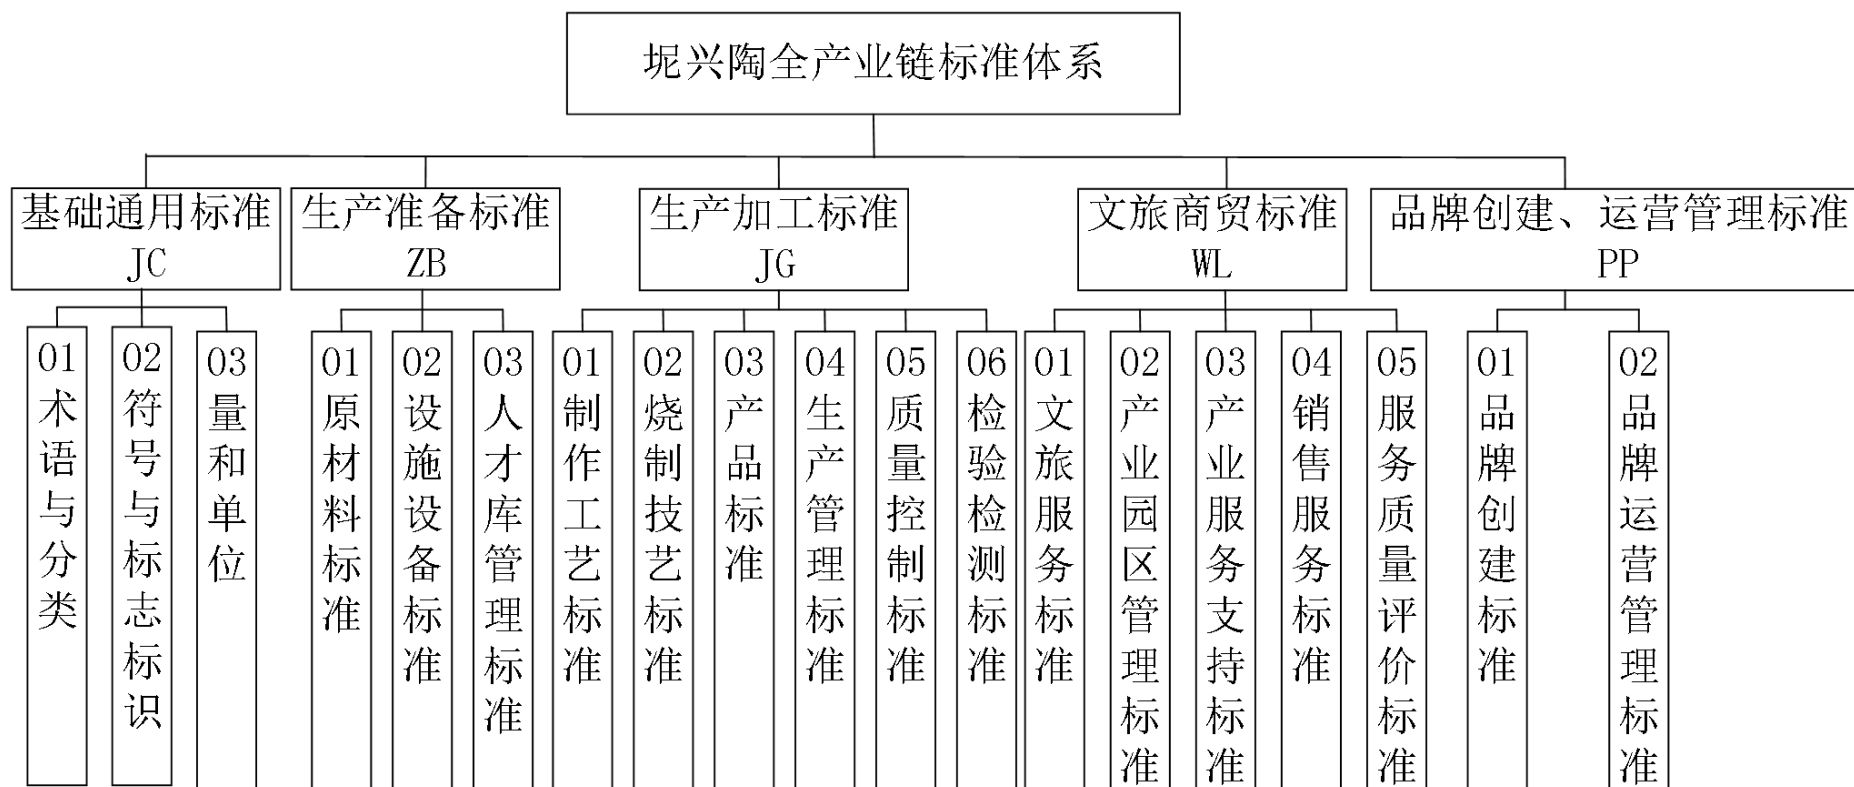 坭兴陶全产业链标准体系
基础通用标准
JC
生产准备标准
ZB
生产加工标准
JG
文旅商贸标准
WL
品牌创建、运营管理标准
PP
01术语与分类
02符号与标志标识
03量和单位
01原材料标准
02设施设备标准
03人才库管理标准
01制作工艺标准
02烧制技艺标准
03产品标准
04生产管理标准
05质量控制标准
06检验检测标准
01文旅服务标准
02产业园区管理标准
03产业服务支持标准
04销售服务标准
05服务质量评价标准
01品牌创建标准
02品牌运营管理标准